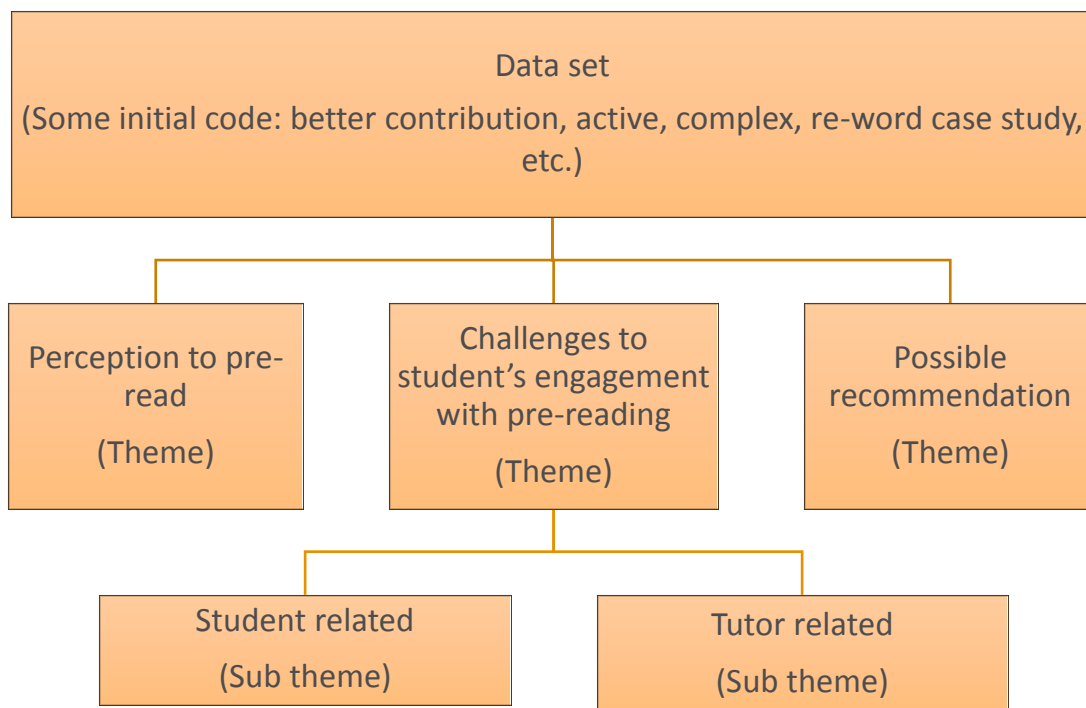 Data set
(Some initial code: better contribution, active, complex, re-word case study,
etc.)
Perception to pre-
read
(Theme)
Challenges to
student’s engagement
with pre-reading
(Theme)
Possible
recommendation
(Theme)
Student related
(Sub theme)
Tutor related
(Sub theme)